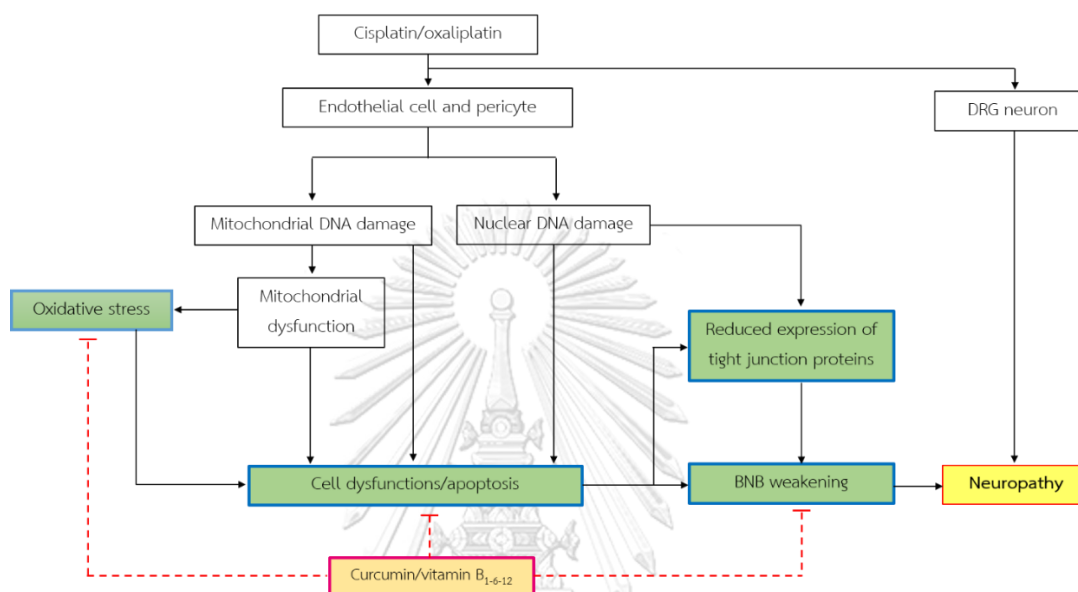 Cisplatin/oxaliplatin
Endothelial cell and pericyte
DRG neuron
Mitochondrial DNA damage
Nuclear DNA damage
Oxidative stress
Mitochondrial
dysfunction
Reduced expression of
tight junction proteins
Cell dysfunctions/apoptosis
BNB weakening
Neuropathy
Curcumin/vitamin B1-6-12